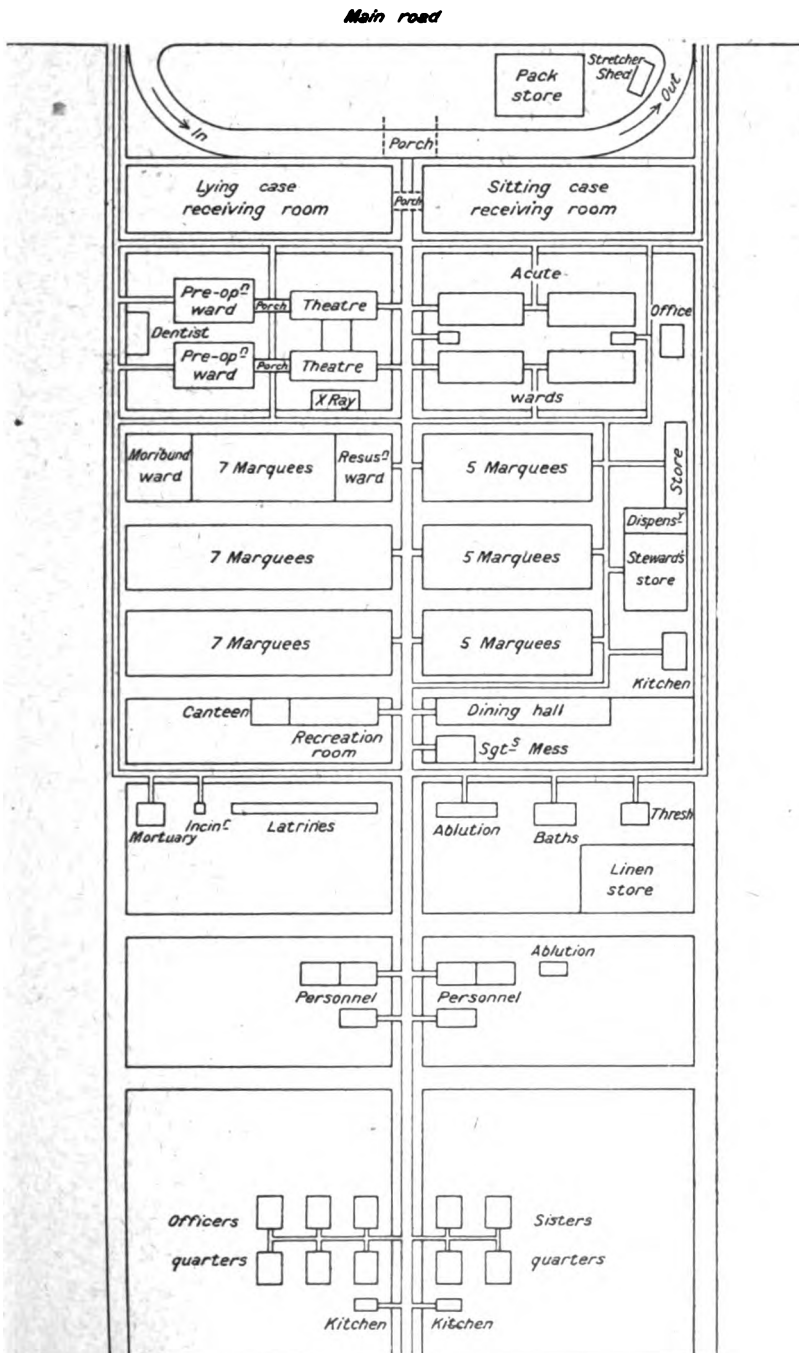 Main road
Pack
store
Stretcher
Shed
In
Out
Porch
Lying case
receiving room
Porch
Sitting case
receiving room
Pre-opⁿ
ward
Porch
Theatre
Dentist
Pre-opⁿ
ward
Porch
Theatre
X Ray
Acute
wards
Office
Moribund
ward
7 Marquees
Resusⁿ
ward
5 Marquees
Store
Dispensʸ
Steward's
store
7 Marquees
5 Marquees
7 Marquees
5 Marquees
Kitchen
Canteen
Recreation
room
Dining hall
Sgtˢ Mess
Mortuary
Incinʳ
Latrines
Ablution
Baths
Thresh
Linen
store
Personnel
Personnel
Ablution
Officers
quarters
Sisters
quarters
Kitchen
Kitchen